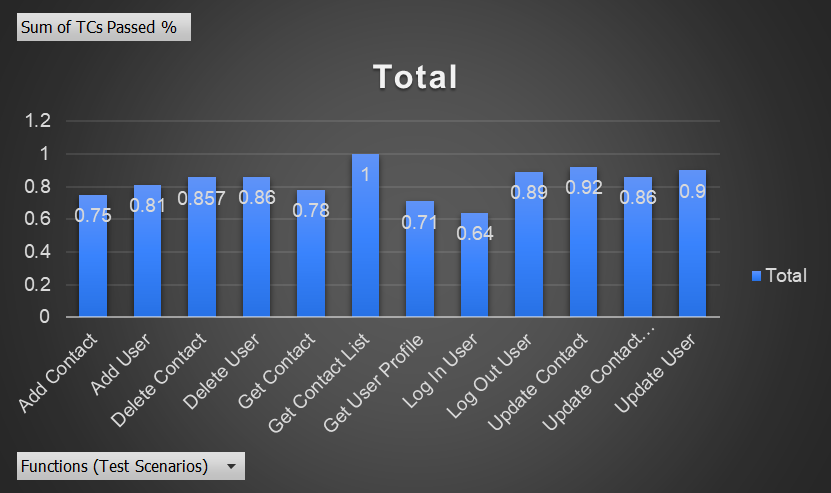 Sum of TCs Passed %
Total
1.2
1
0.8
0.6
0.4
0.2
0
0.75
0.81
0.857
0.86
0.78
1
0.71
0.64
0.89
0.92
0.86
0.9
Add Contact
Add User
Delete Contact
Delete User
Get Contact
Get Contact List
Get User Profile
Log In User
Log Out User
Update Contact
Update Contact…
Update User
Total
Functions (Test Scenarios)